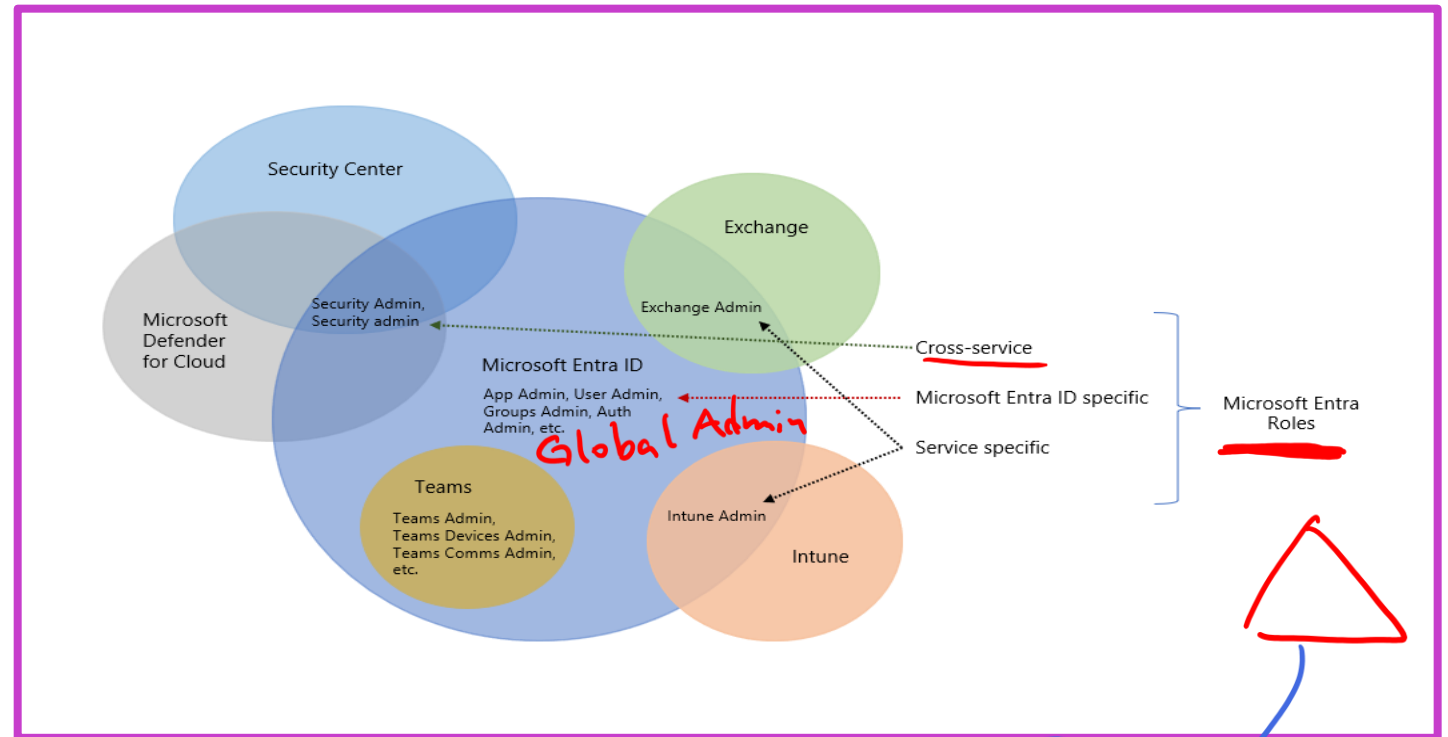 Security Center
Exchange
Security Admin,
Security admin
Exchange Admin
Microsoft
Defender
for Cloud
Cross-service
Microsoft Entra ID
App Admin, User Admin,
Groups Admin, Auth
Admin, etc.
Microsoft Entra ID specific
Microsoft Entra
Roles
Global Admin
Service specific
Teams
Teams Admin,
Teams Devices Admin,
Teams Comms Admin,
etc.
Intune Admin
Intune